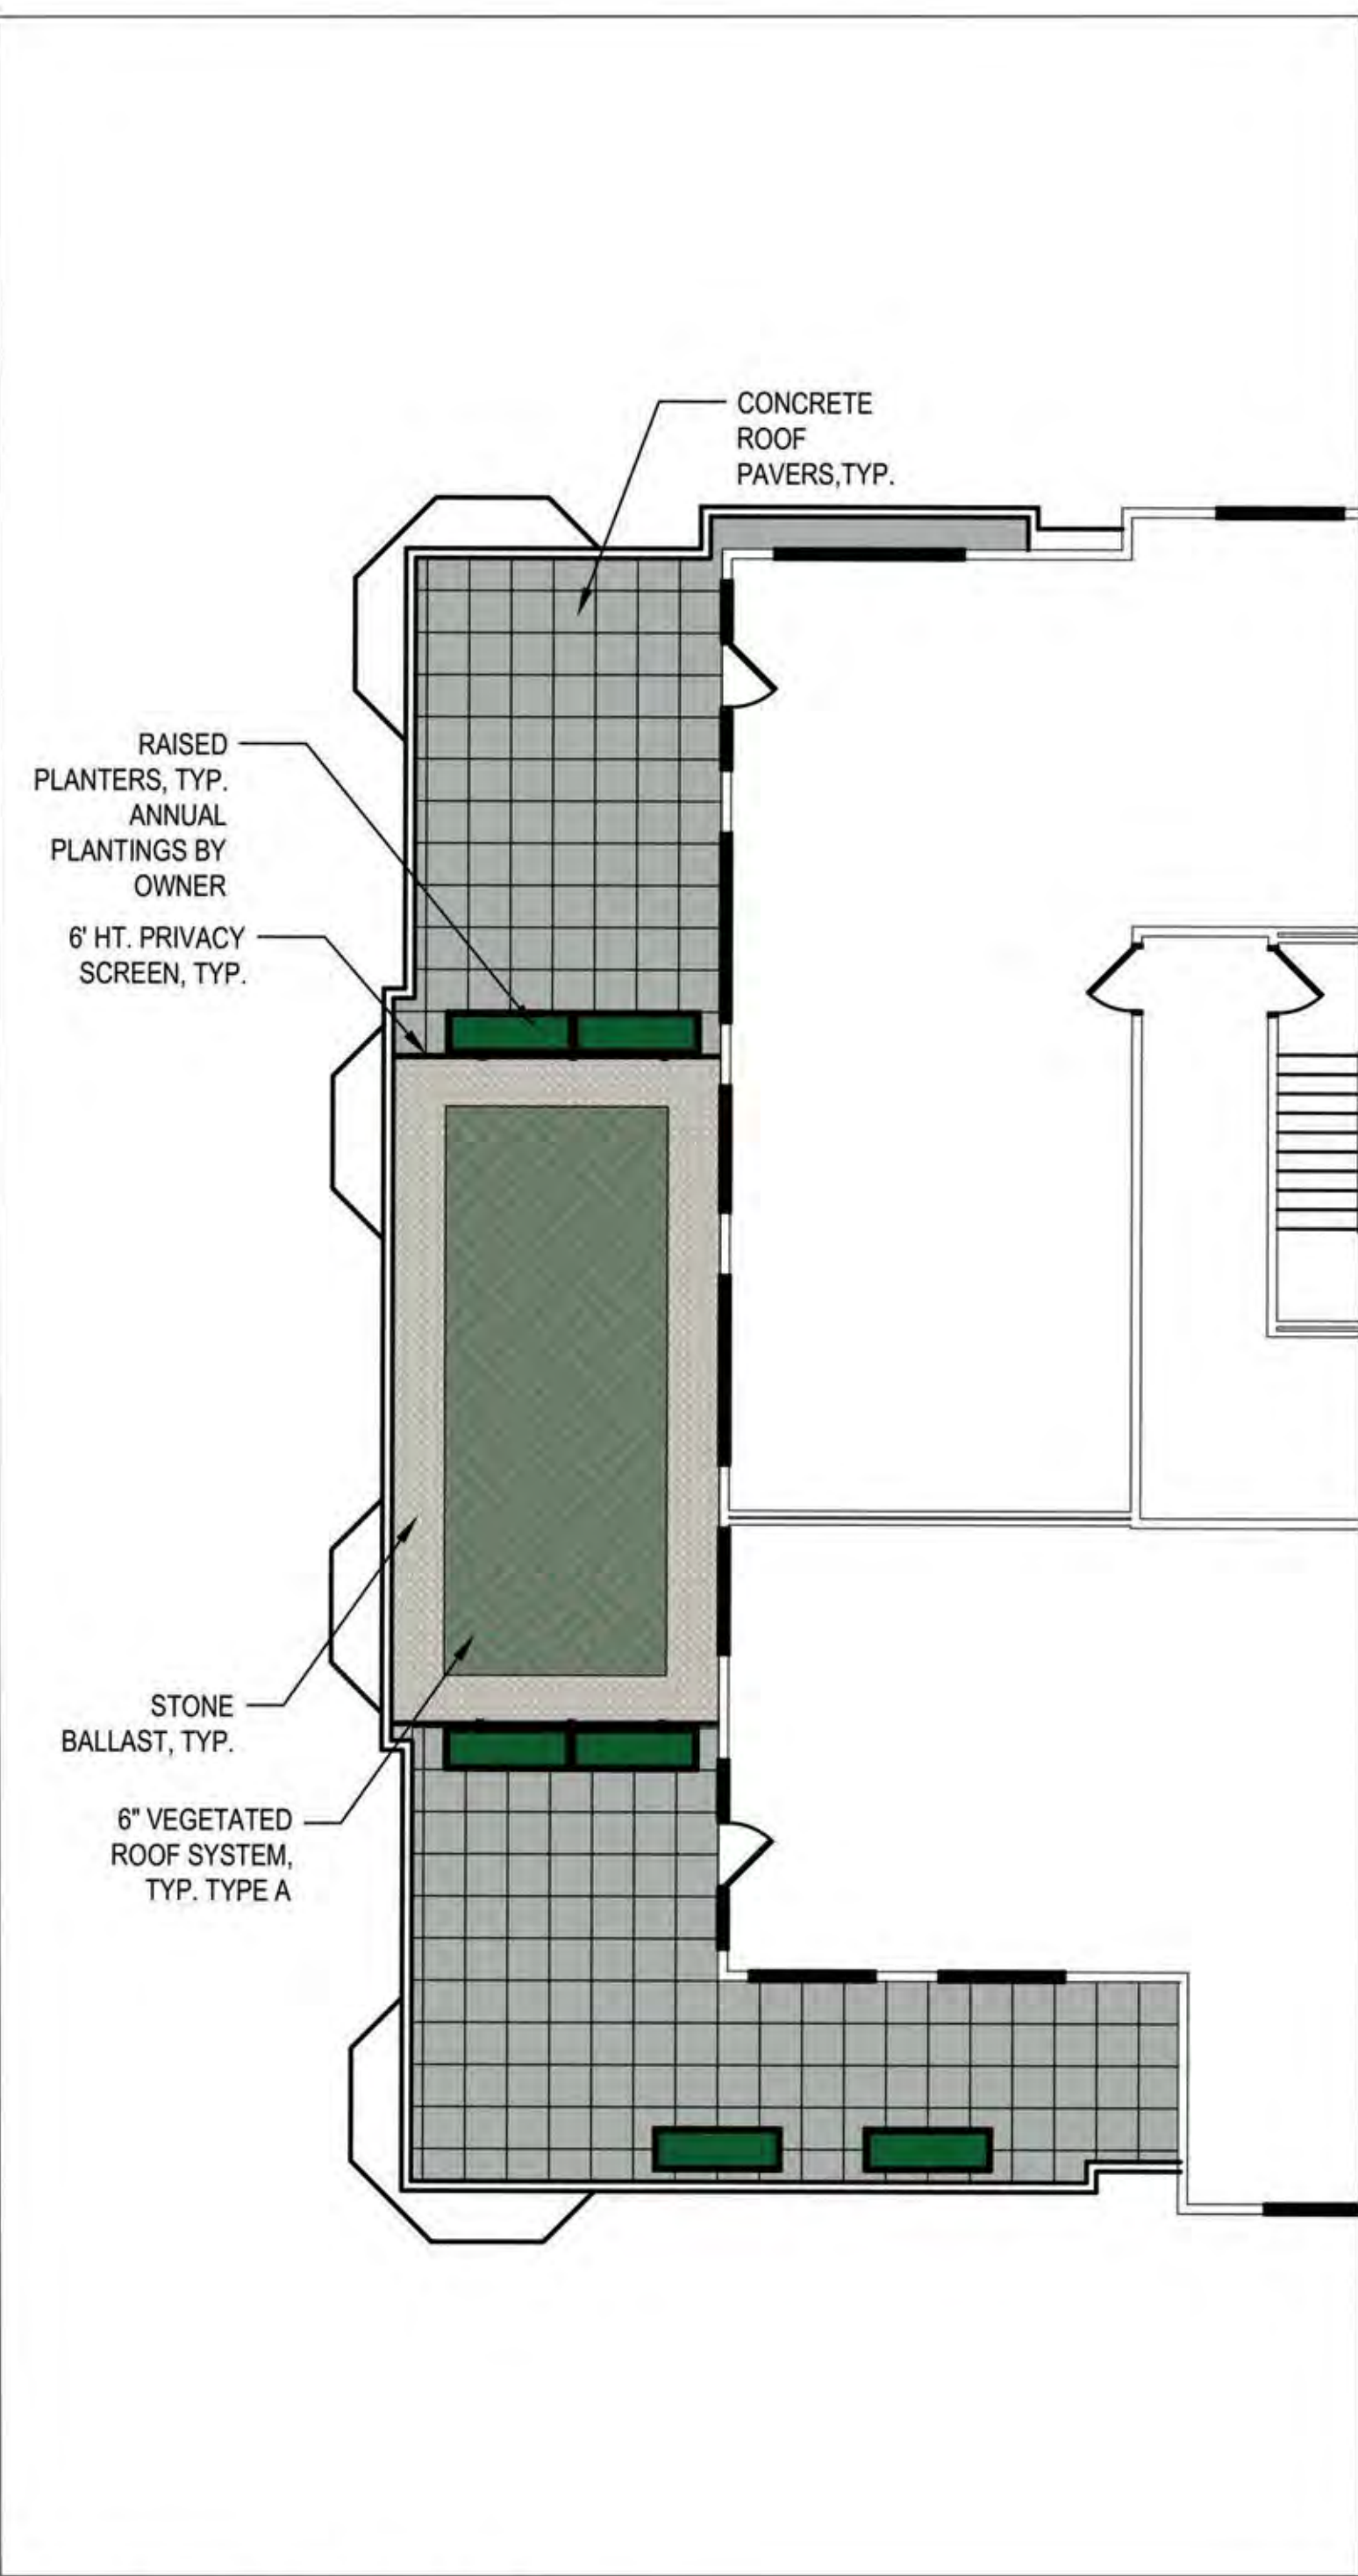 CONCRETE
ROOF
PAVERS,TYP.
RAISED
PLANTERS, TYP.
ANNUAL
PLANTINGS BY
OWNER
6' HT. PRIVACY
SCREEN, TYP.
STONE
BALLAST, TYP.
6" VEGETATED
ROOF SYSTEM,
TYP. TYPE A